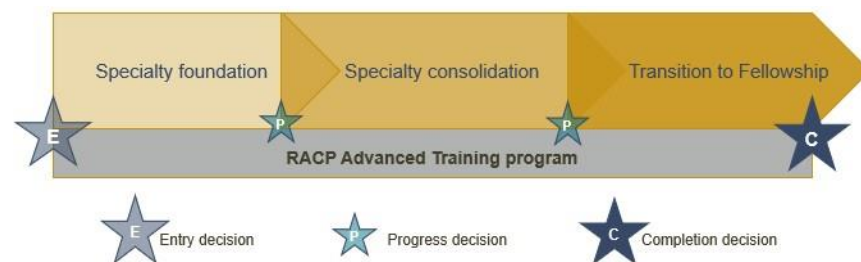 Specialty foundation
Specialty consolidation
Transition to Fellowship
E
P
P
C
RACP Advanced Training program
E Entry decision
P Progress decision
C Completion decision